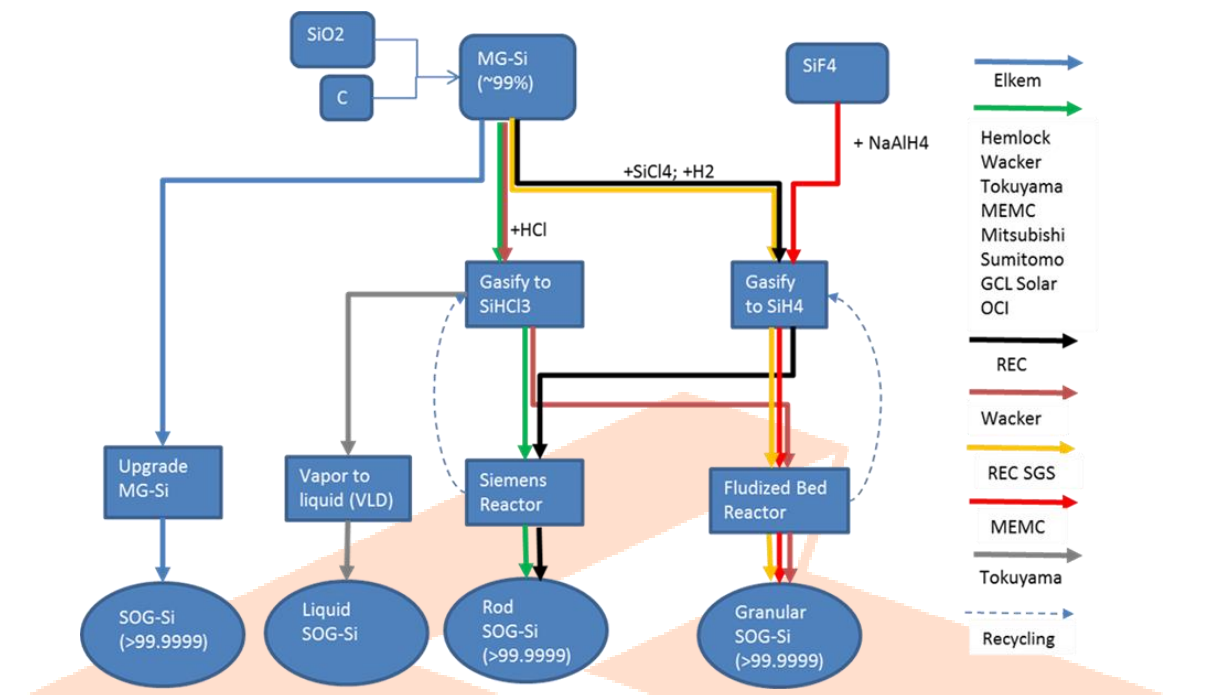 SiO2
C
MG-Si
(~99%)
SiF4
+ NaAlH4
+SiCl4; +H2
+HCl
Gasify to
SiHCl3
Gasify
to SiH4
Upgrade
MG-Si
Vapor to
liquid (VLD)
Siemens
Reactor
Fludized Bed
Reactor
SOG-Si
(>99.9999)
Liquid
SOG-Si
Rod
SOG-Si
(>99.9999)
Granular
SOG-Si
(>99.9999)
Elkem
Hemlock
Wacker
Tokuyama
MEMC
Mitsubishi
Sumitomo
GCL Solar
OCI
REC
Wacker
REC SGS
MEMC
Tokuyama
Recycling